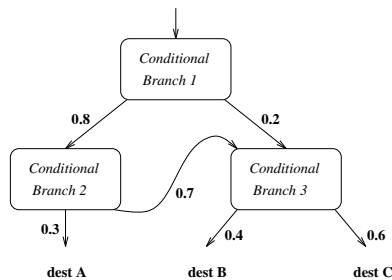 Conditional
Branch 1
0.8
0.2
Conditional
Branch 2
Conditional
Branch 3
0.7
0.3
0.4
0.6
dest A
dest B
dest C